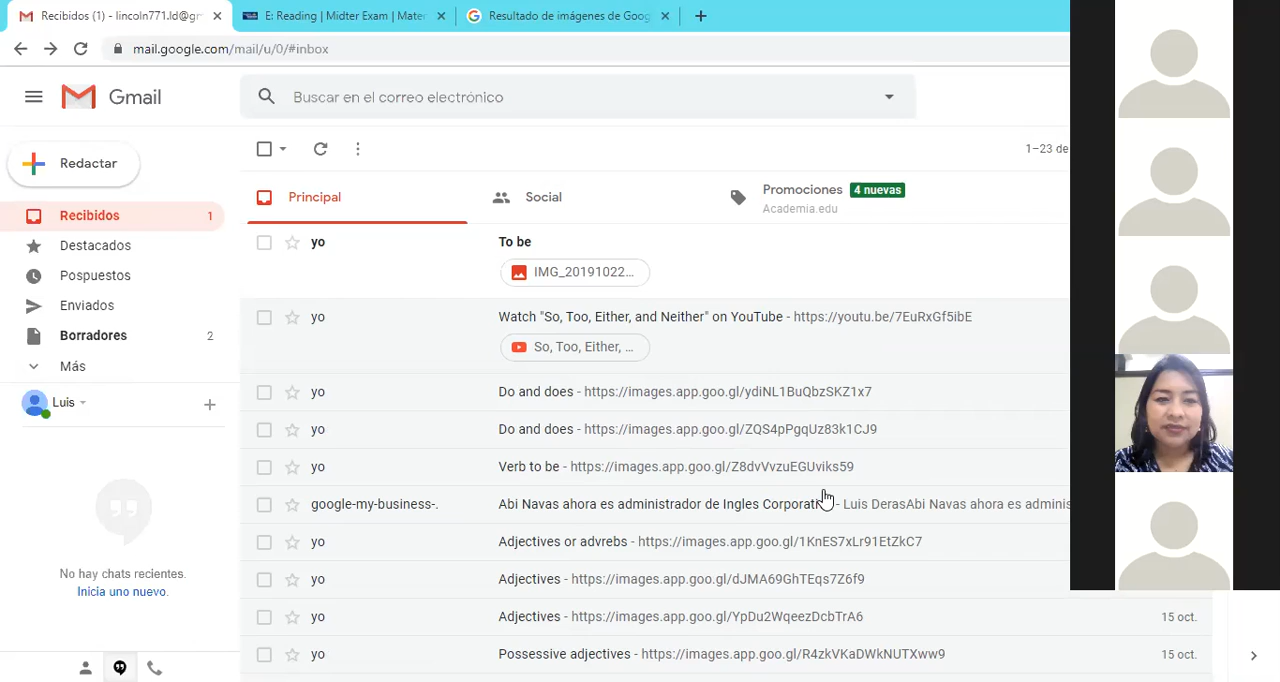 Recibidos (1) - lincoln771.ld@gm
E: Reading | Midter Exam | Mater
Resultado de imágenes de Goog
mail.google.com/mail/u/0/#inbox
Gmail
Buscar en el correo electrónico
Redactar
1–23 de
Principal
Social
Promociones 4 nuevas
Academia.edu
Recibidos 1
Destacados
Pospuestos
Enviados
Borradores 2
Más
Luis
No hay chats recientes.
Inicia uno nuevo.
yo To be
IMG_20191022...
yo Watch "So, Too, Either, and Neither" on YouTube - https://youtu.be/7EuRxGf5ibE
So, Too, Either, ...
yo Do and does - https://images.app.goo.gl/ydiNL1BuQbzSKZ1x7
yo Do and does - https://images.app.goo.gl/ZQS4pPgqUz83k1CJ9
yo Verb to be - https://images.app.goo.gl/Z8dvVvzuEGUviks59
google-my-business-. Abi Navas ahora es administrador de Ingles Corporati - Luis DerasAbi Navas ahora es adminis
yo Adjectives or advrebs - https://images.app.goo.gl/1KnES7xLr91EtZkC7
yo Adjectives - https://images.app.goo.gl/dJMA69GhTEqs7Z6f9
yo Adjectives - https://images.app.goo.gl/YpDu2WqeezDcbTrA6 15 oct.
yo Possessive adjectives - https://images.app.goo.gl/R4zkVKaDWkNUTXww9 15 oct.